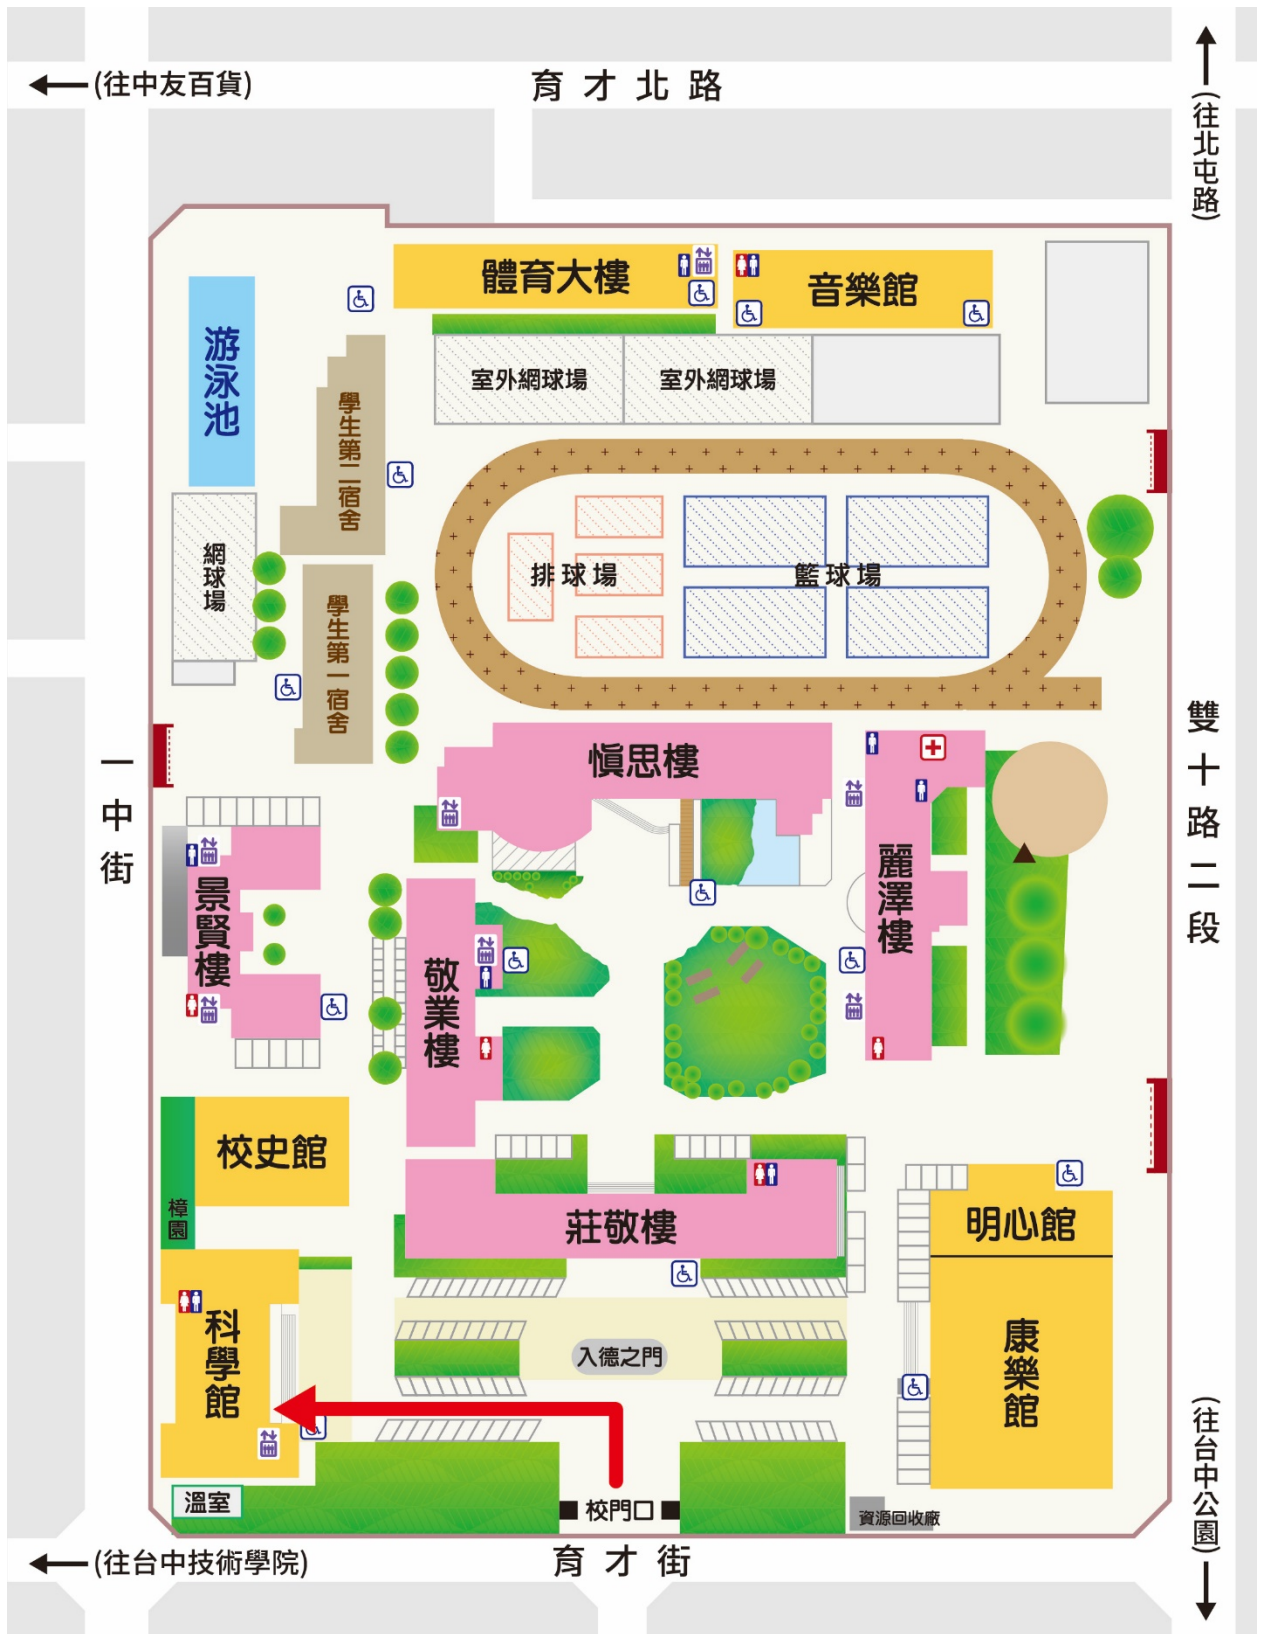 (往中友百貨)
育才北路
(往北屯路)
體育大樓
音樂館
游泳池
室外網球場
室外網球場
學生第二宿舍
網球場
排球場
籃球場
學生第一宿舍
一中街
雙十路二段
慎思樓
麗澤樓
景賢樓
敬業樓
校史館
樟園
莊敬樓
明心館
科學館
入德之門
康樂館
溫室
校門口
資源回收廠
(往台中技術學院)
育才街
(往台中公園)